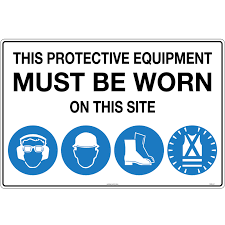 THIS PROTECTIVE EQUIPMENT
MUST BE WORN
ON THIS SITE